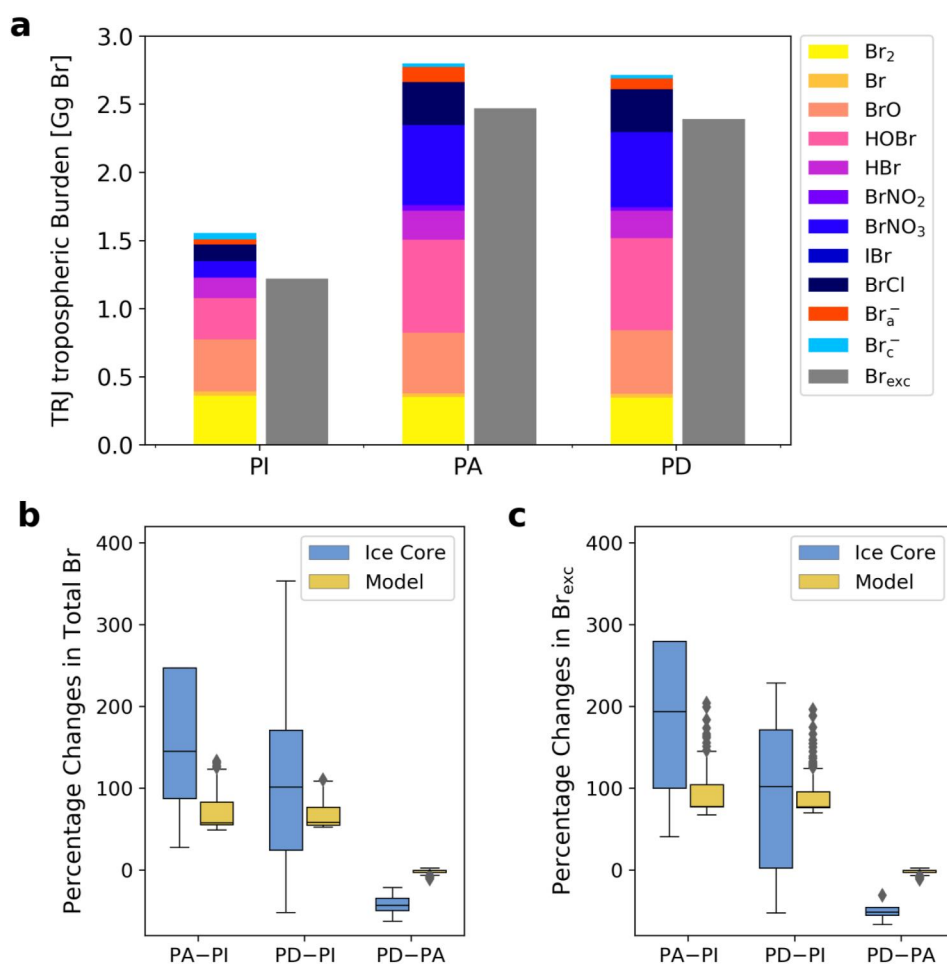 a
TRJ tropospheric Burden [Gg Br]
3.0
2.5
2.0
1.5
1.0
0.5
0.0
PI
PA
PD
Br₂
Br
BrO
HOBr
HBr
BrNO₂
BrNO₃
IBr
BrCl
Brₐ⁻
Br_c⁻
Br_exc
b
Percentage Changes in Total Br
400
300
200
100
0
PA−PI
PD−PI
PD−PA
Ice Core
Model
c
Percentage Changes in Br_exc
400
300
200
100
0
PA−PI
PD−PI
PD−PA
Ice Core
Model